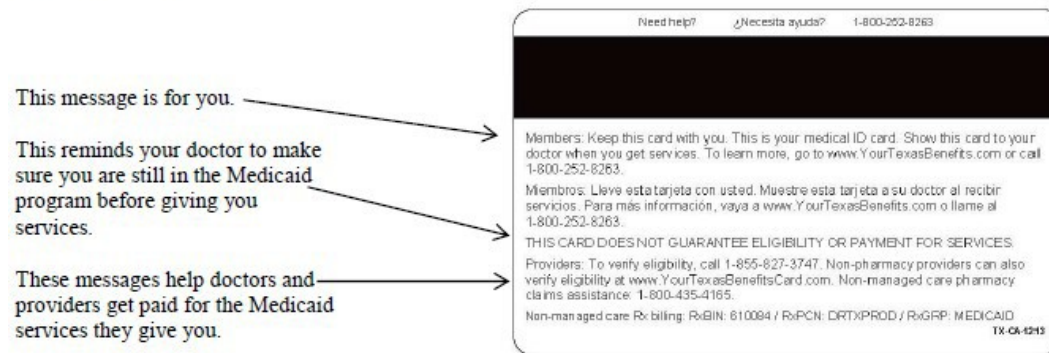 This message is for you.
This reminds your doctor to make
sure you are still in the Medicaid
program before giving you
services.
These messages help doctors and
providers get paid for the Medicaid
services they give you.
Need help? ¿Necesita ayuda? 1-800-252-8263
Members: Keep this card with you. This is your medical ID card. Show this card to your
doctor when you get services. To learn more, go to www.YourTexasBenefits.com or call
1-800-252-8263.
Miembros: Lleve esta tarjeta con usted. Muestre esta tarjeta a su doctor al recibir
servicios. Para más información, vaya a www.YourTexasBenefits.com o llame al
1-800-252-8263.
THIS CARD DOES NOT GUARANTEE ELIGIBILITY OR PAYMENT FOR SERVICES.
Providers: To verify eligibility, call 1-855-827-3747. Non-pharmacy providers can also
verify eligibility at www.YourTexasBenefitsCard.com. Non-managed care pharmacy
claims assistance: 1-800-435-4165.
Non-managed care Rx billing: RxBIN: 610084 / RxPCN: DRTXPROD / RxGRP: MEDICAID
TX-CA-1213